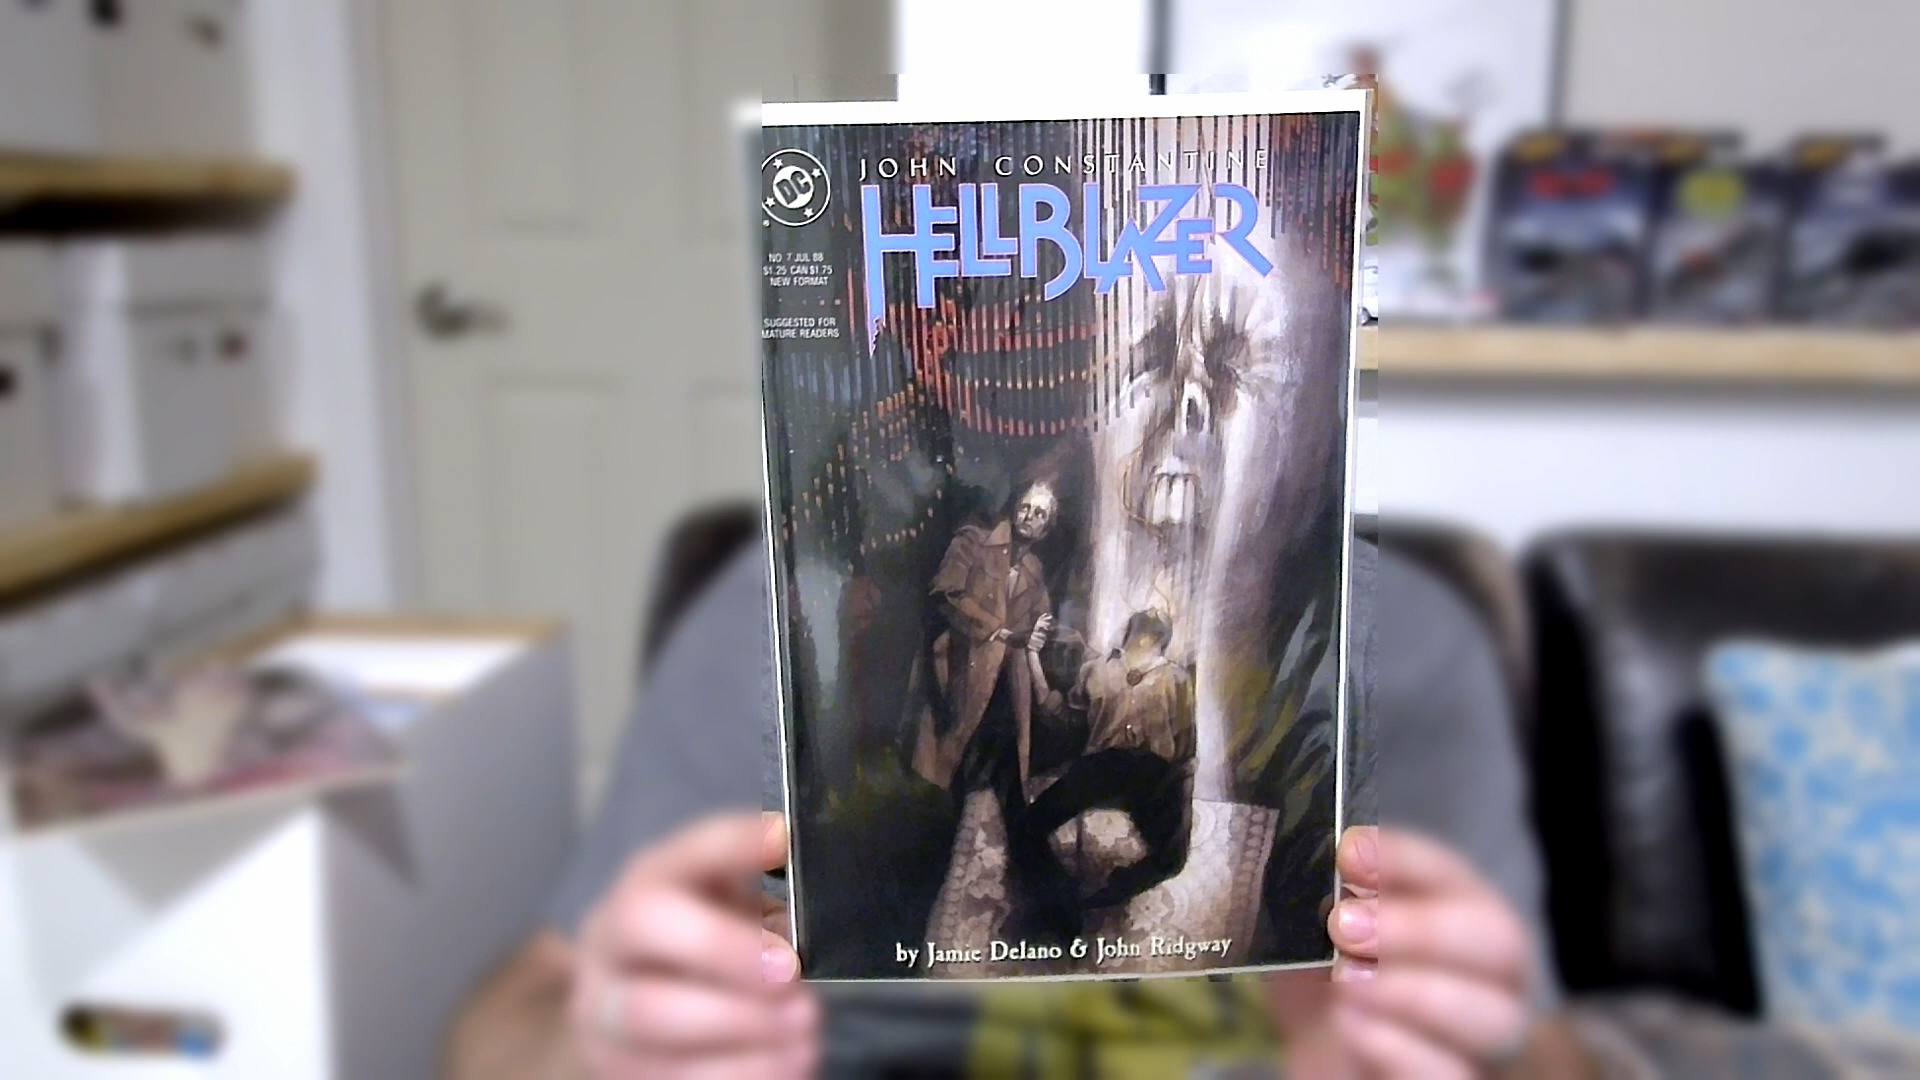 DC
JOHN CONSTANTINE
HELLBLAZER
NO 7 JUL 88
$1.25 CAN $1.75
NEW FORMAT
SUGGESTED FOR
MATURE READERS
by Jamie Delano & John Ridgway